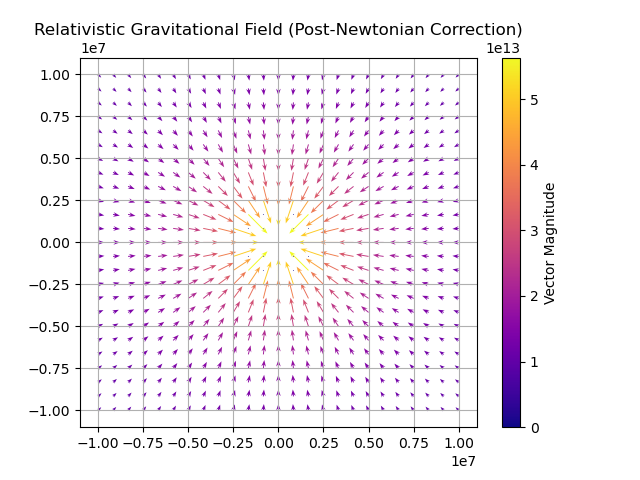 Relativistic Gravitational Field (Post-Newtonian Correction)
1e7
1e13
1.00
0.75
0.50
0.25
0.00
−0.25
−0.50
−0.75
−1.00
−1.00 −0.75 −0.50 −0.25 0.00 0.25 0.50 0.75 1.00
1e7
5
4
3
2
1
0
Vector Magnitude